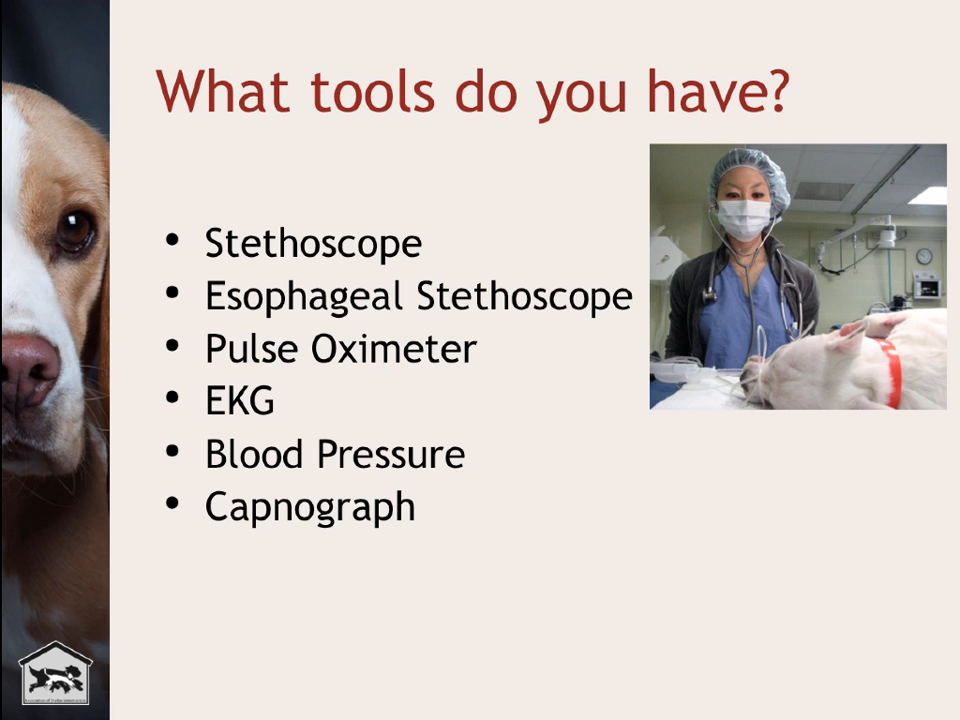 What tools do you have?
• Stethoscope
• Esophageal Stethoscope
• Pulse Oximeter
• EKG
• Blood Pressure
• Capnograph